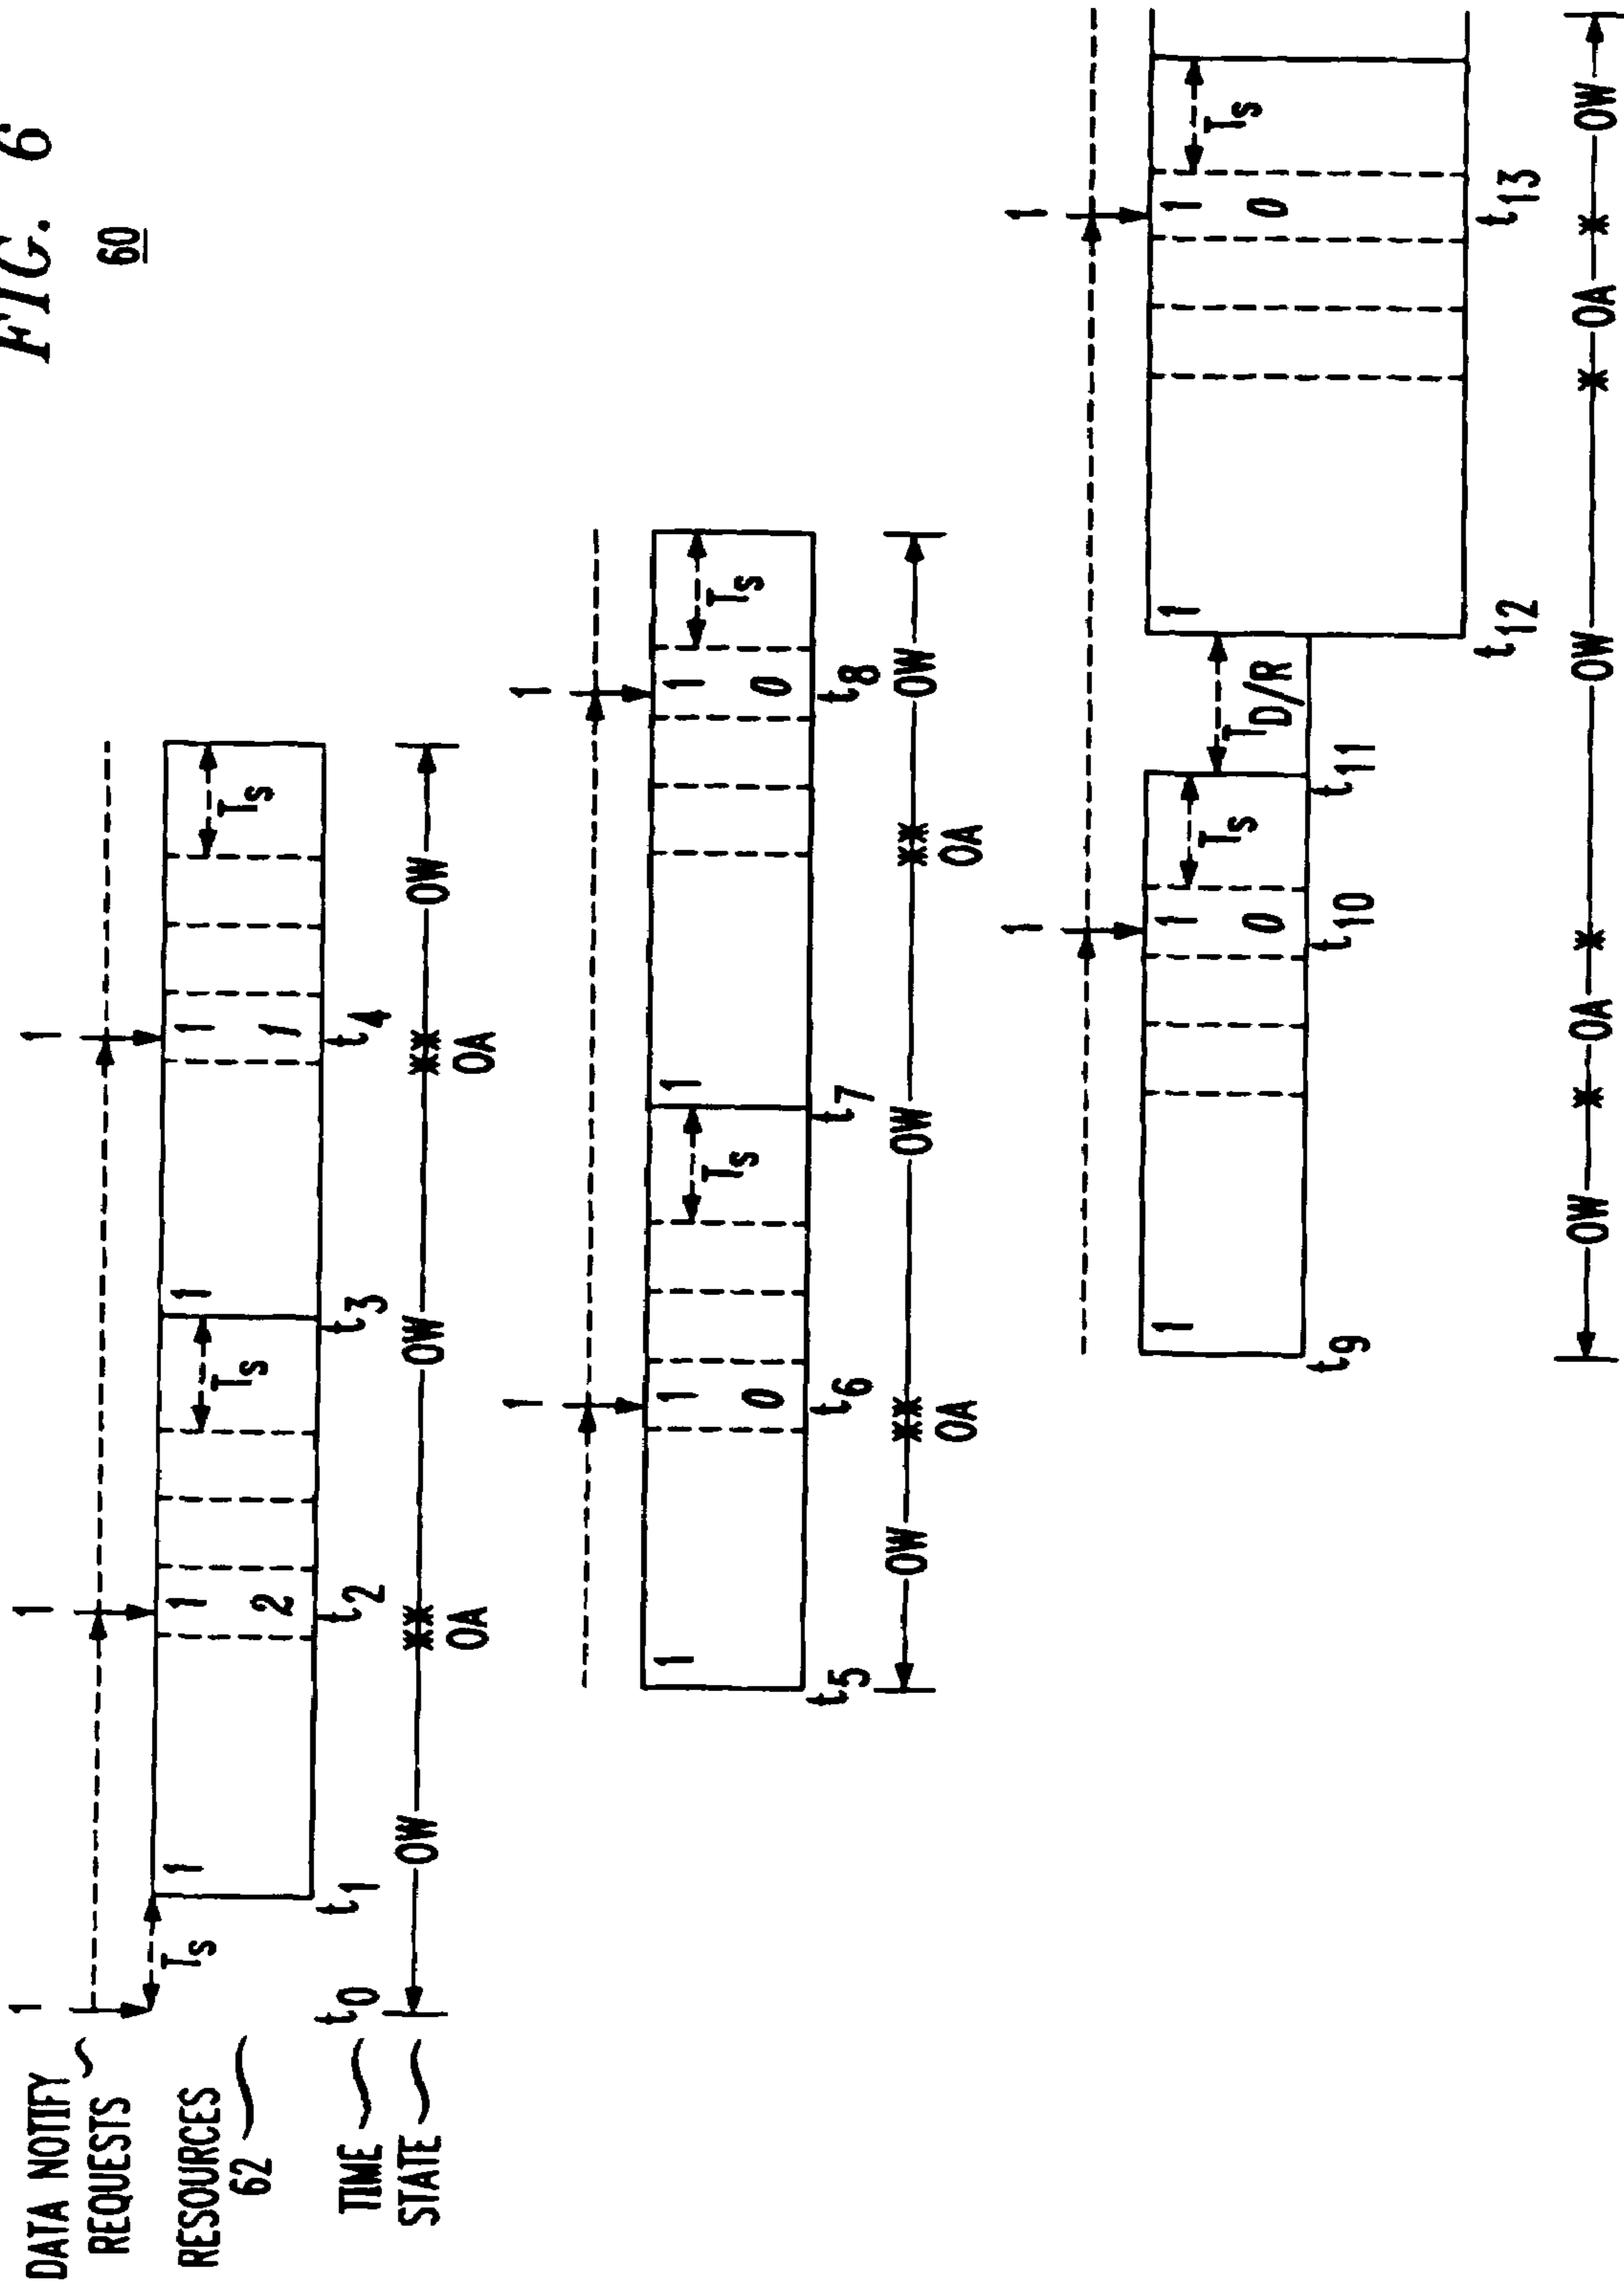 FIG. 6
60
DATA NOTIFY
REQUESTS
1 1 1
RESOURCES
62
Ts 1 1 2 Ts 1 1 1 Ts
TIME
t0 t1 t2 t3 t4
STATE
OW OA OW OA OW
1 1
1 1 0 Ts 1 1 0 Ts
t5 t6 t7 t8
OW OA OW OA OW
1 1
1 1 0 Ts TD/R 1 1 0 Ts
t9 t10 t11 t12 t13
OW OA OW OA OW